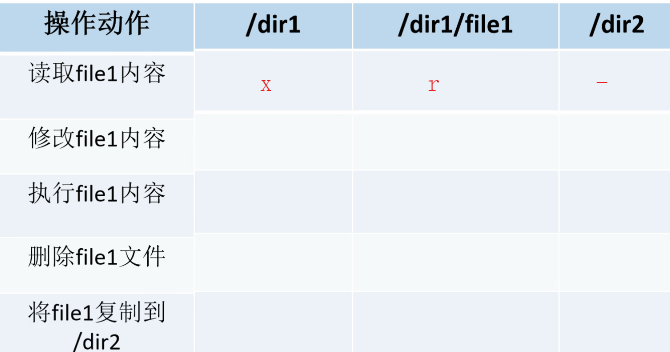 操作动作 /dir1 /dir1/file1 /dir2
读取file1内容 x r -
修改file1内容
执行file1内容
删除file1文件
将file1复制到
/dir2